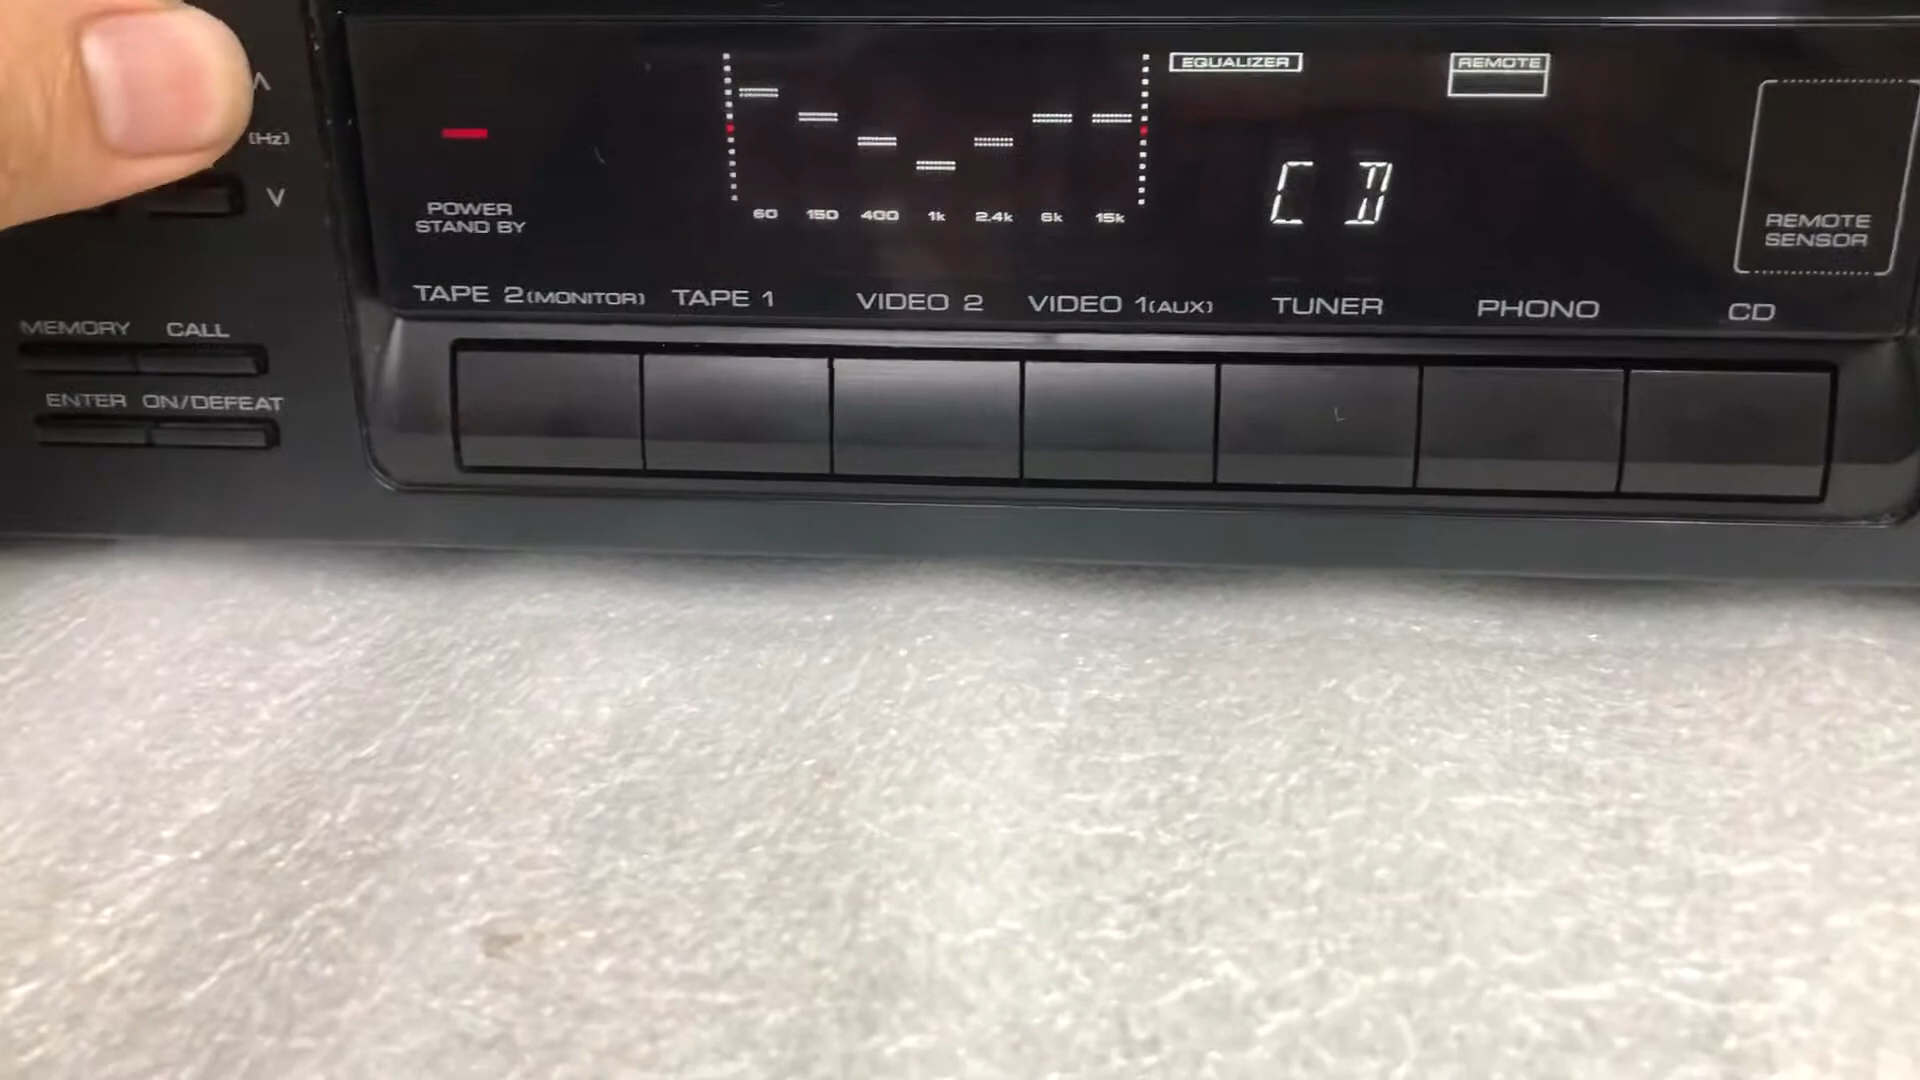 EQUALIZER
REMOTE
(Hz)
CD
60 150 400 1k 2.4k 6k 15k
POWER
STAND BY
REMOTE
SENSOR
TAPE 2(MONITOR) TAPE 1 VIDEO 2 VIDEO 1(AUX) TUNER PHONO CD
MEMORY CALL
ENTER ON/DEFEAT